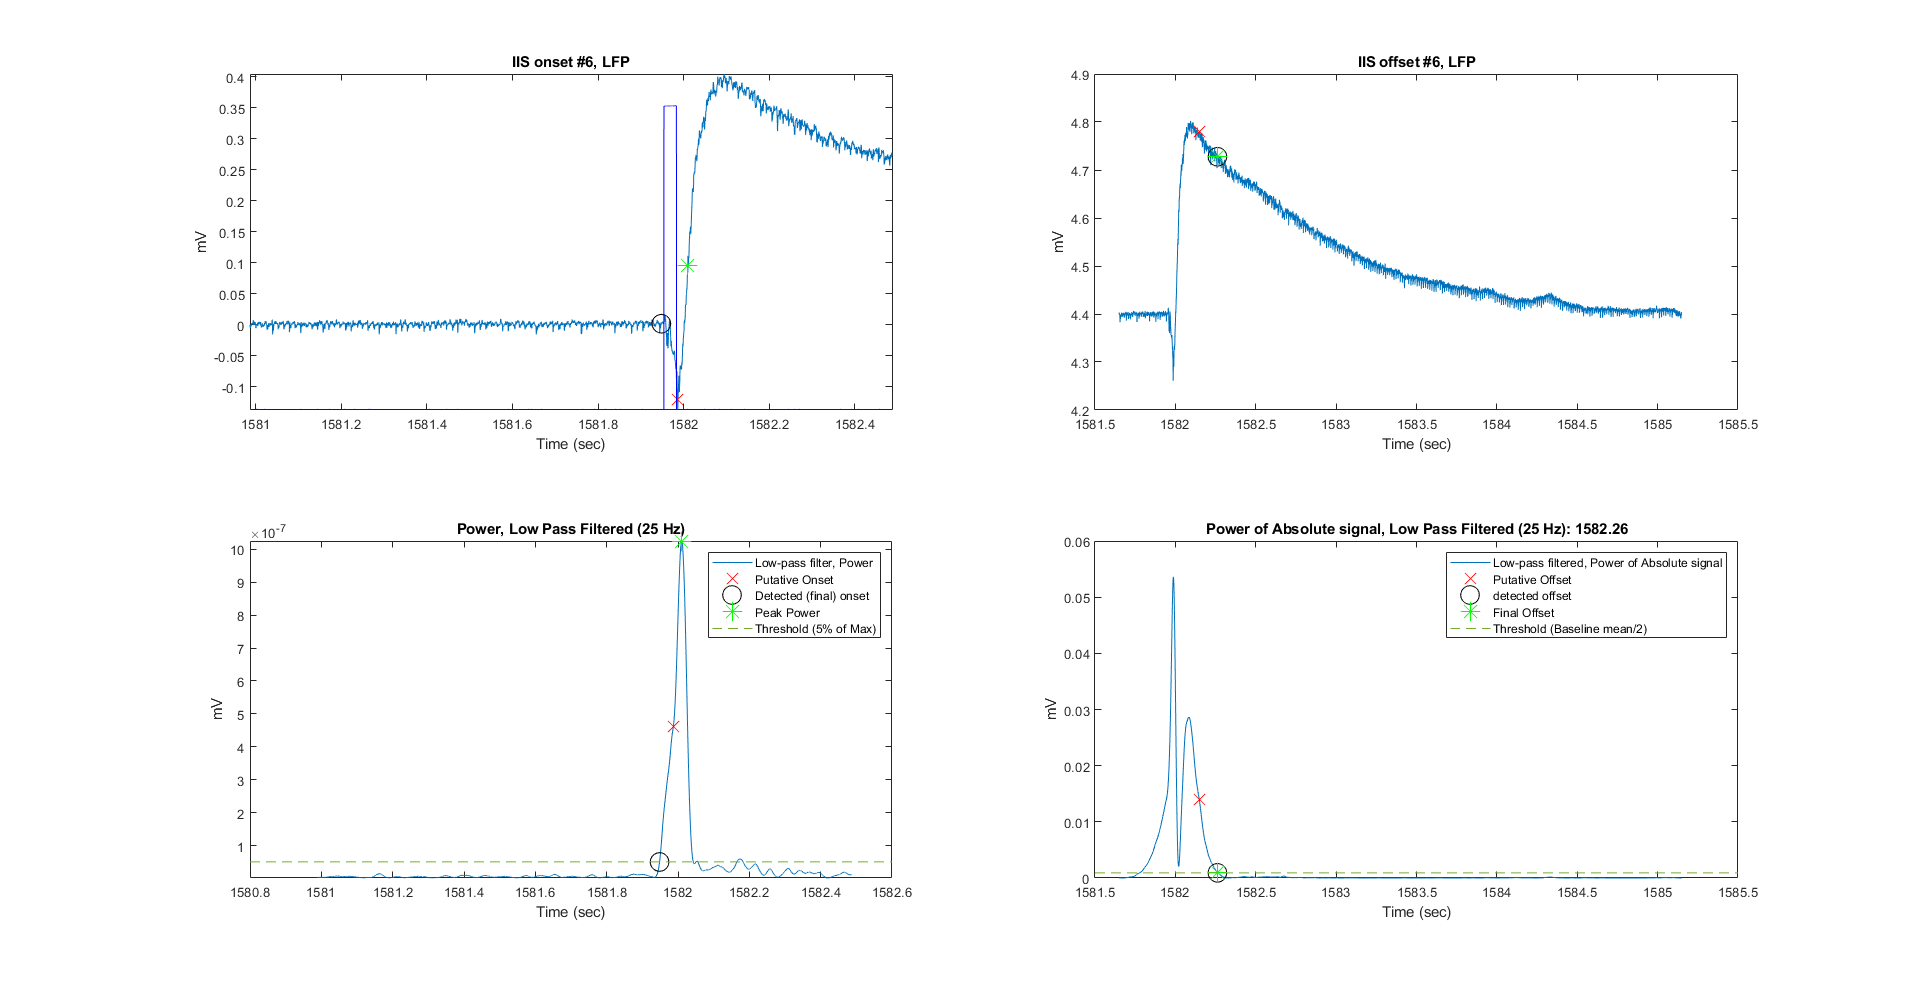 IIS onset #6, LFP
0.4
0.35
0.3
0.25
0.2
0.15
0.1
0.05
0
-0.05
-0.1
mV
1581 1581.2 1581.4 1581.6 1581.8 1582 1582.2 1582.4
Time (sec)
IIS offset #6, LFP
4.9
4.8
4.7
4.6
4.5
4.4
4.3
4.2
mV
1581.5 1582 1582.5 1583 1583.5 1584 1584.5 1585 1585.5
Time (sec)
Power, Low Pass Filtered (25 Hz)
×10⁻⁷
10
9
8
7
6
5
4
3
2
1
mV
Low-pass filter, Power
Putative Onset
Detected (final) onset
Peak Power
Threshold (5% of Max)
1580.8 1581 1581.2 1581.4 1581.6 1581.8 1582 1582.2 1582.4 1582.6
Time (sec)
Power of Absolute signal, Low Pass Filtered (25 Hz): 1582.26
0.06
0.05
0.04
0.03
0.02
0.01
0
mV
Low-pass filtered, Power of Absolute signal
Putative Offset
detected offset
Final Offset
Threshold (Baseline mean/2)
1581.5 1582 1582.5 1583 1583.5 1584 1584.5 1585 1585.5
Time (sec)